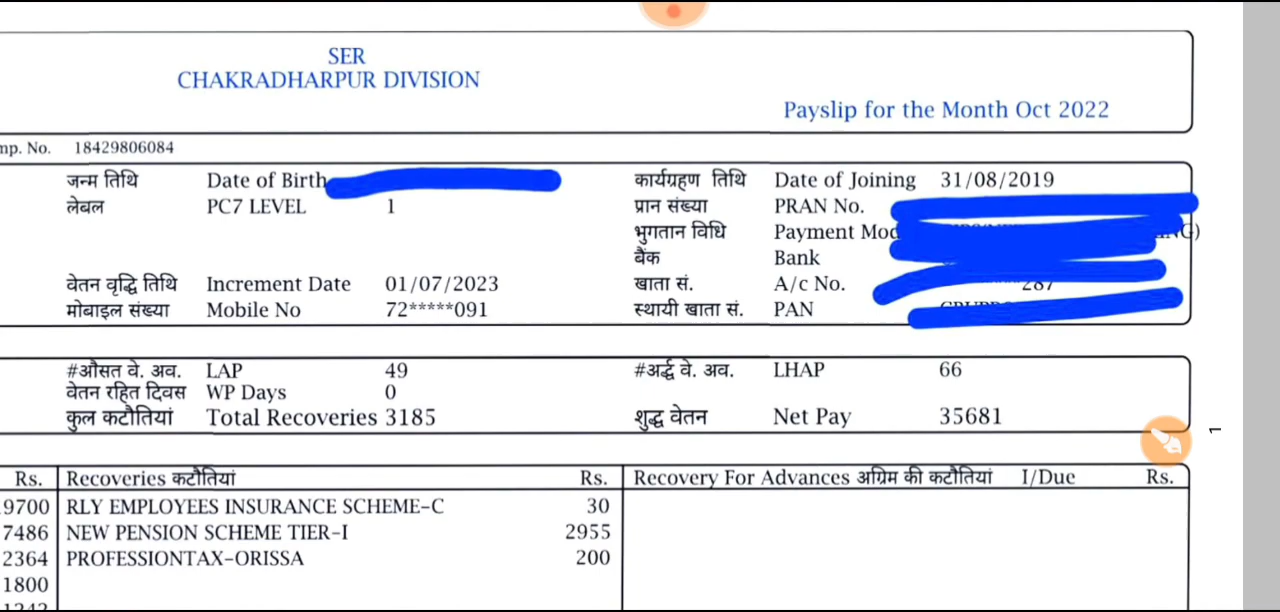 SER
CHAKRADHARPUR DIVISION
Payslip for the Month Oct 2022
mp. No. 18429806084
जन्म तिथि Date of Birth कार्यग्रहण तिथि Date of Joining 31/08/2019
लेबल PC7 LEVEL 1 प्रान संख्या PRAN No.
भुगतान विधि Payment Mod NG)
बैंक Bank
वेतन वृद्धि तिथि Increment Date 01/07/2023 खाता सं. A/c No. 287
मोबाइल संख्या Mobile No 72*****091 स्थायी खाता सं. PAN
#औसत वे. अव. LAP 49 #अर्द्ध वे. अव. LHAP 66
वेतन रहित दिवस WP Days 0
कुल कटौतियां Total Recoveries 3185 शुद्ध वेतन Net Pay 35681
1
Rs. Recoveries कटौतियां Rs. Recovery For Advances अग्रिम की कटौतियां I/Due Rs.
9700 RLY EMPLOYEES INSURANCE SCHEME-C 30
7486 NEW PENSION SCHEME TIER-I 2955
2364 PROFESSIONTAX-ORISSA 200
1800